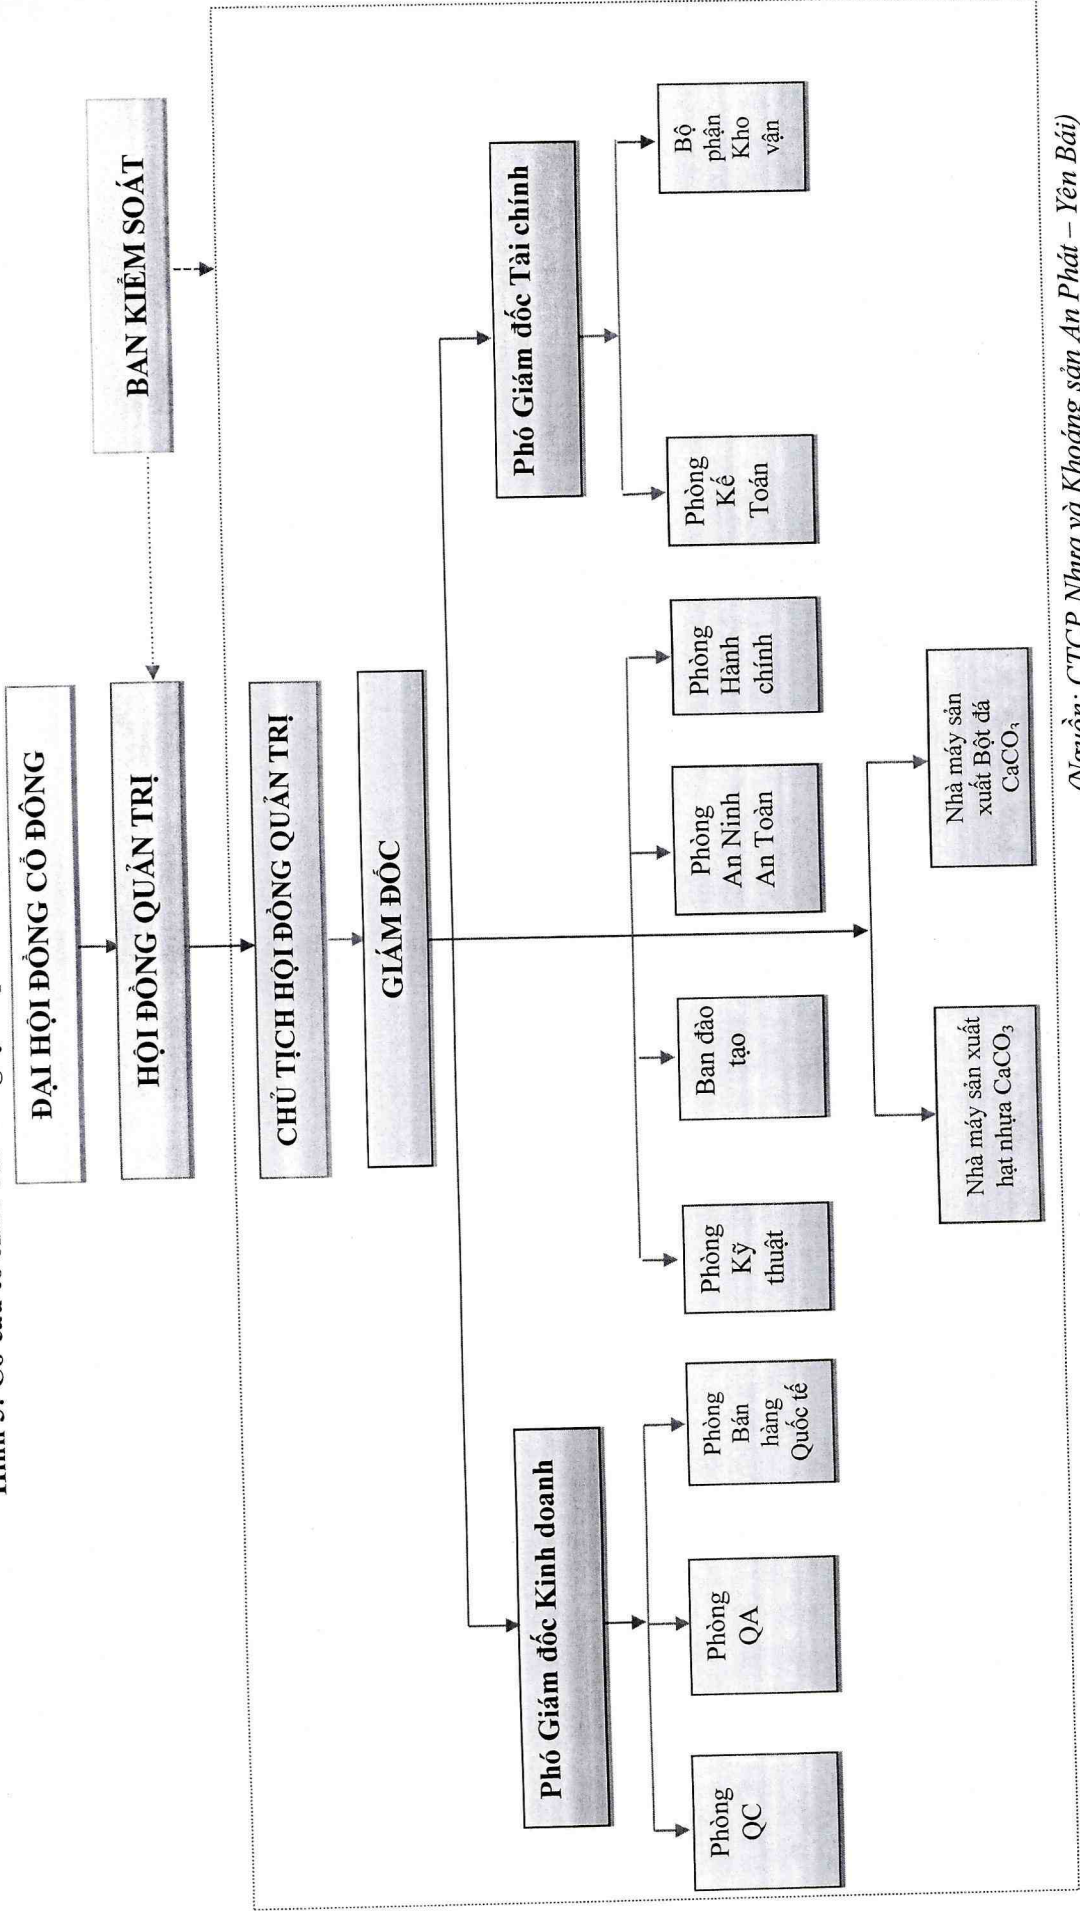 ĐẠI HỘI ĐỒNG CỔ ĐÔNG
BAN KIỂM SOÁT
HỘI ĐỒNG QUẢN TRỊ
CHỦ TỊCH HỘI ĐỒNG QUẢN TRỊ
GIÁM ĐỐC
Phó Giám đốc Kinh doanh
Phó Giám đốc Tài chính
Phòng
QC
Phòng
QA
Phòng
Bán
hàng
Quốc tế
Phòng
Kỹ
thuật
Ban đào
tạo
Phòng
An Ninh
An Toàn
Phòng
Hành
chính
Phòng
Kế
Toán
Bộ
phận
Kho
vận
Nhà máy sản xuất
hạt nhựa CaCO₃
Nhà máy sản
xuất Bột đá
CaCO₃
(Nguồn: CTCP Nhựa và Khoáng sản An Phát – Yên Bái)